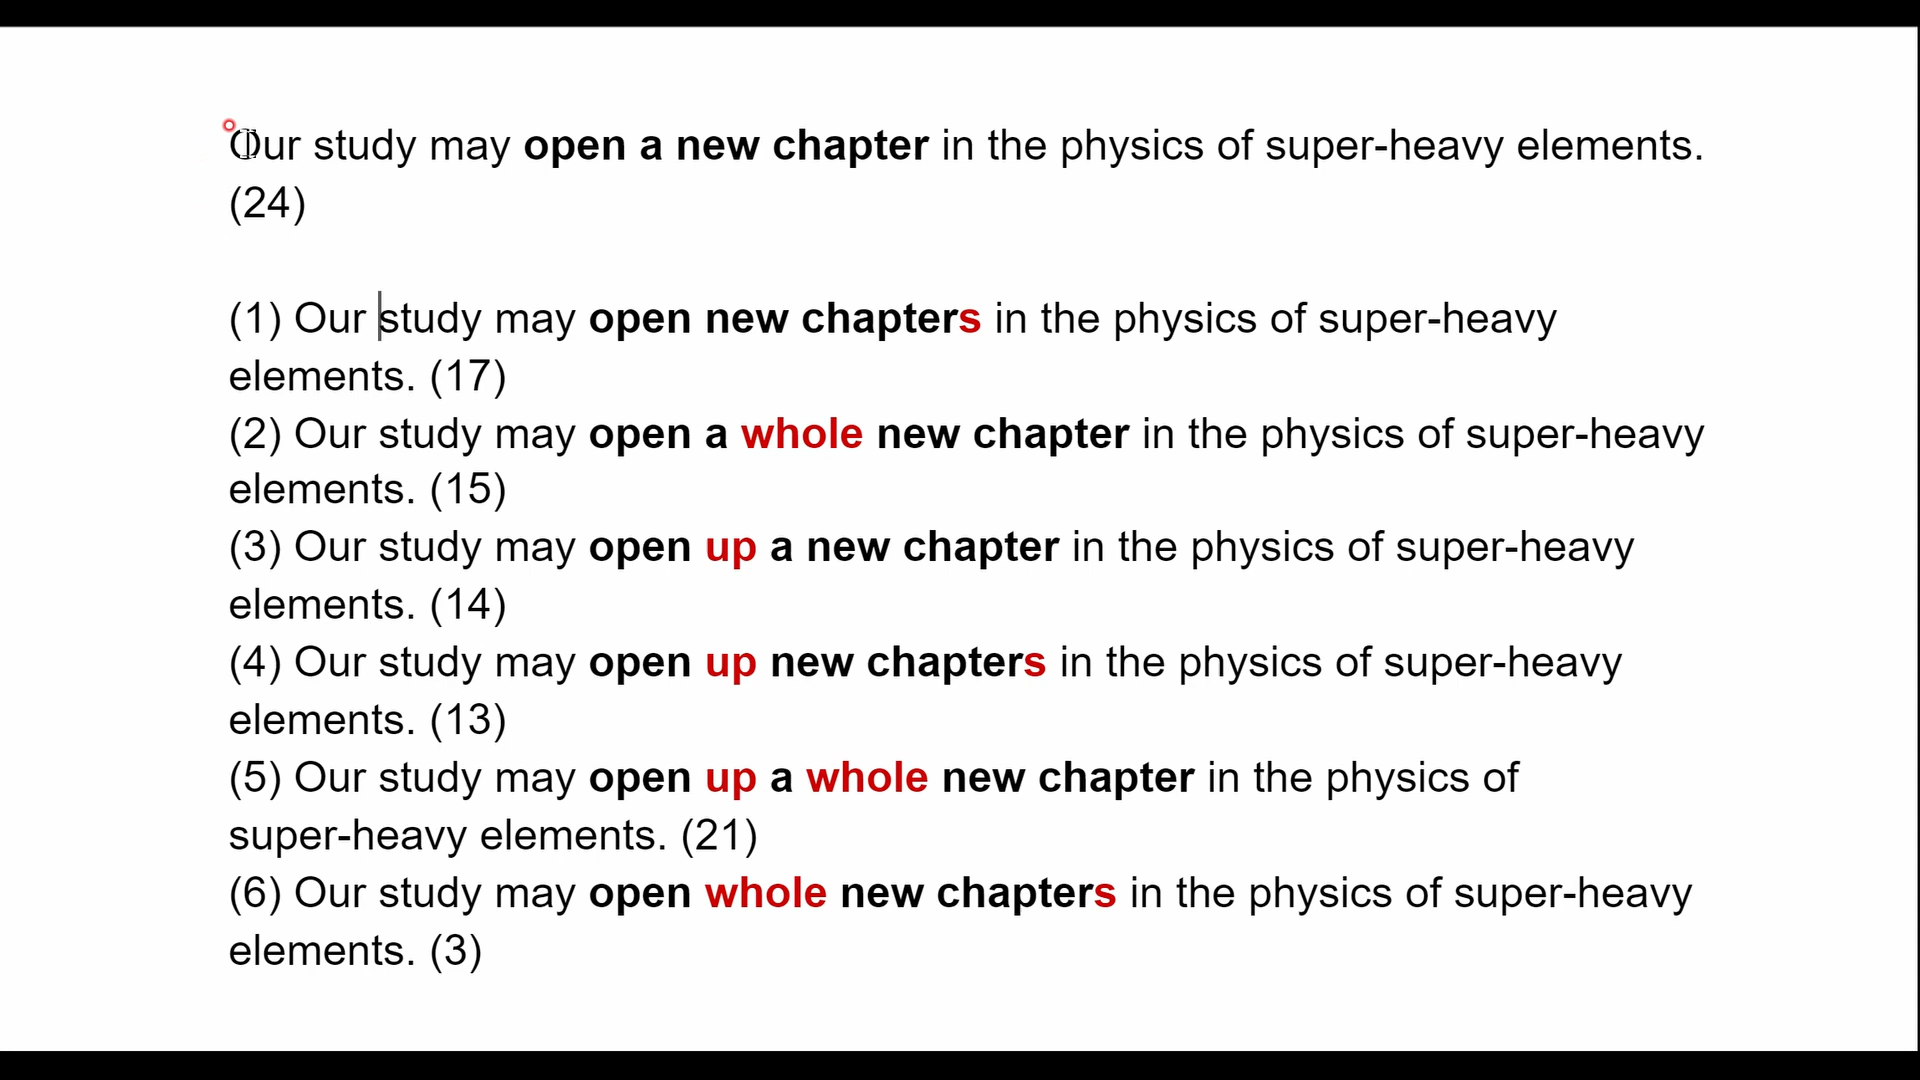 Our study may open a new chapter in the physics of super-heavy elements.
(24)
(1) Our study may open new chapters in the physics of super-heavy
elements. (17)
(2) Our study may open a whole new chapter in the physics of super-heavy
elements. (15)
(3) Our study may open up a new chapter in the physics of super-heavy
elements. (14)
(4) Our study may open up new chapters in the physics of super-heavy
elements. (13)
(5) Our study may open up a whole new chapter in the physics of
super-heavy elements. (21)
(6) Our study may open whole new chapters in the physics of super-heavy
elements. (3)